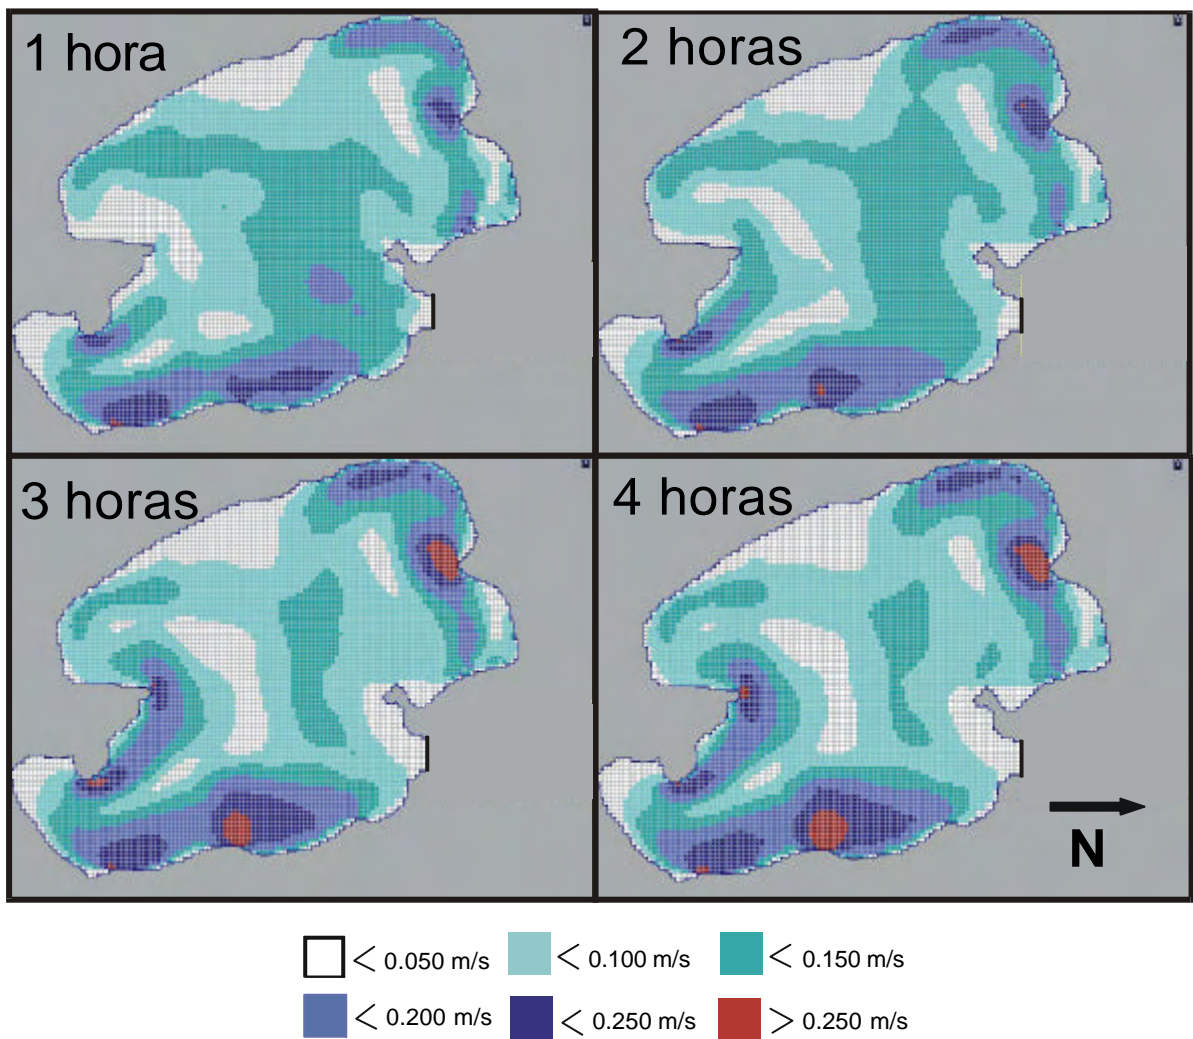 1 hora
2 horas
3 horas
4 horas
N
< 0.050 m/s
< 0.100 m/s
< 0.150 m/s
< 0.200 m/s
< 0.250 m/s
> 0.250 m/s